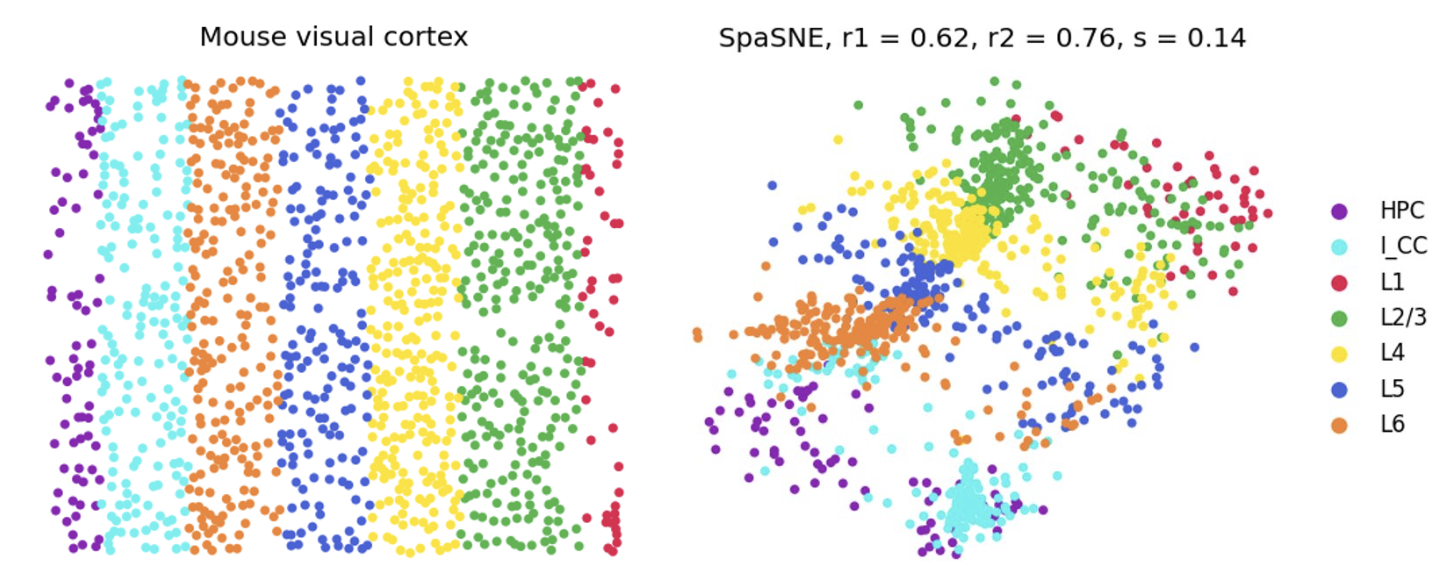 Mouse visual cortex
SpaSNE, r1 = 0.62, r2 = 0.76, s = 0.14
HPC
I_CC
L1
L2/3
L4
L5
L6